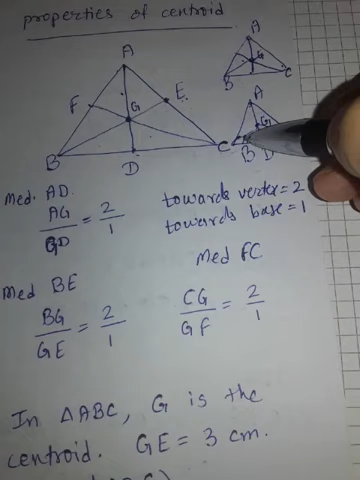 properties of centroid
A
G
B
C
A
F
E
G
B
D
C
A
G
B
D
Med. AD.
AG/GD = 2/1
towards vertex = 2
towards base = 1
Med BE
BG/GE = 2/1
Med FC
CG/GF = 2/1
In ΔABC, G is the
centroid. GE = 3 cm.